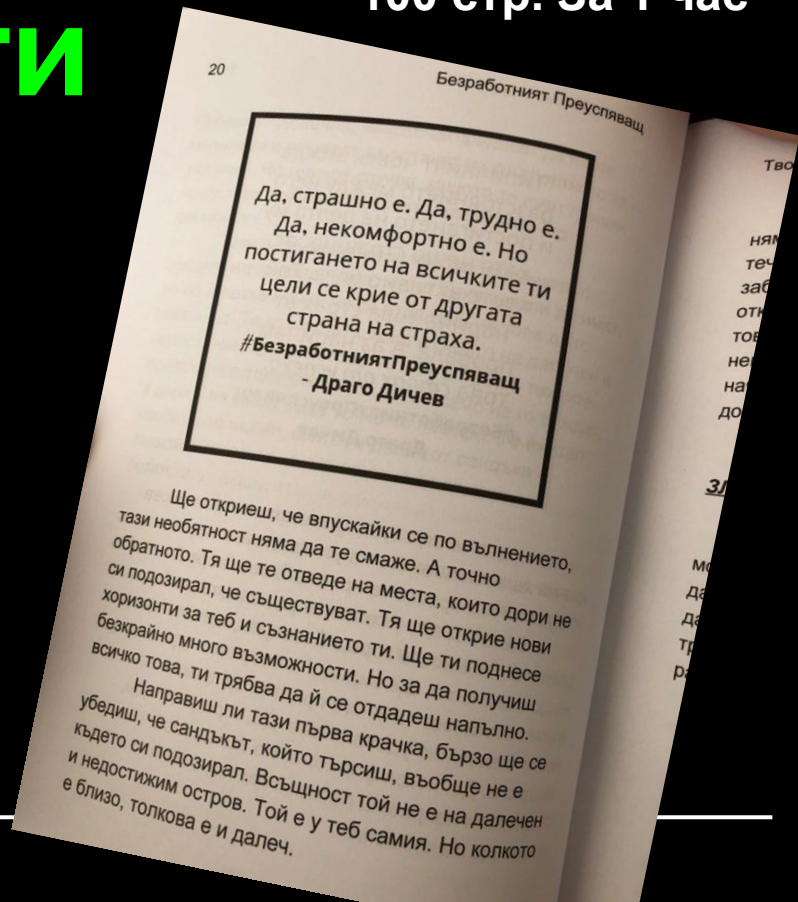 100 стр. За 1 час
ти
20
Безработният Преуспяващ
Да, страшно е. Да, трудно е.
Да, некомфортно е. Но
постигането на всичките ти
цели се крие от другата
страна на страха.
#БезработниятПреуспяващ
- Драго Дичев
Ще откриеш, че впускайки се по вълнението,
тази необятност няма да те смаже. А точно
обратното. Тя ще те отведе на места, които дори не
си подозирал, че съществуват. Тя ще открие нови
хоризонти за теб и съзнанието ти. Ще ти поднесе
безкрайно много възможности. Но за да получиш
всичко това, ти трябва да й се отдадеш напълно.
Направиш ли тази първа крачка, бързо ще се
убедиш, че сандъкът, който търсиш, въобще не е
където си подозирал. Всъщност той не е на далечен
и недостижим остров. Той е у теб самия. Но колкото
е близо, толкова е и далеч.